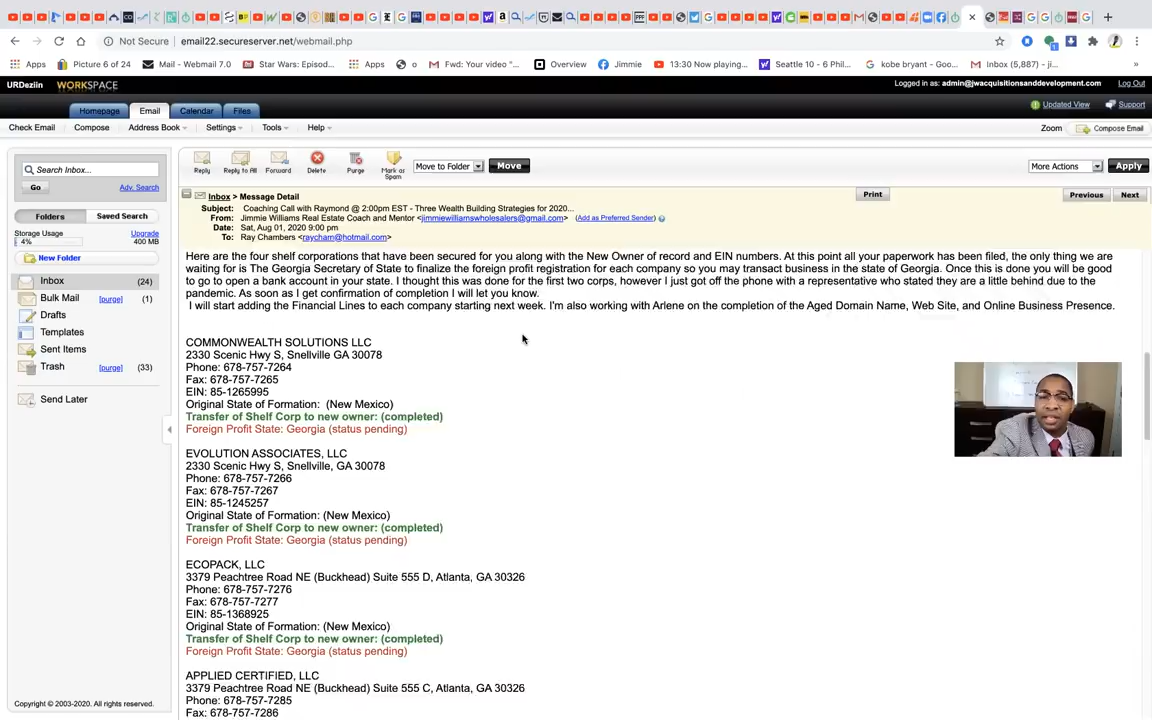 Not Secure | email22.secureserver.net/webmail.php
Apps Picture 6 of 24 Mail - Webmail 7.0 Star Wars: Episod... Apps o Fwd: Your video "... Overview Jimmie 13:30 Now playing... Seattle 10 - 6 Phil... kobe bryant - Goo... Inbox (5,887) - ji... »
URDeziin WORKSPACE Logged in as: admin@jwacquisitionsanddevelopment.com Log Out
Homepage Email Calendar Files Updated View Support
Check Email Compose Address Book Settings Tools Help Zoom Compose Email
Search Inbox...
Go Adv. Search
Folders Saved Search
Storage Usage Upgrade
4% 400 MB
New Folder
Inbox (24)
Bulk Mail [purge] (1)
Drafts
Templates
Sent Items
Trash [purge] (33)
Send Later
Copyright © 2003-2020. All rights reserved.
Reply Reply to All Forward Delete Purge Mark as Spam Move to Folder Move More Actions Apply
Inbox > Message Detail Print Previous Next
Subject: Coaching Call with Raymond @ 2:00pm EST - Three Wealth Building Strategies for 2020...
From: Jimmie Williams Real Estate Coach and Mentor <jimmiewilliamswholesalers@gmail.com> (Add as Preferred Sender)
Date: Sat, Aug 01, 2020 9:00 pm
To: Ray Chambers <raycham@hotmail.com>
Here are the four shelf corporations that have been secured for you along with the New Owner of record and EIN numbers. At this point all your paperwork has been filed, the only thing we are
waiting for is The Georgia Secretary of State to finalize the foreign profit registration for each company so you may transact business in the state of Georgia. Once this is done you will be good
to go to open a bank account in your state. I thought this was done for the first two corps, however I just got off the phone with a representative who stated they are a little behind due to the
pandemic. As soon as I get confirmation of completion I will let you know.
I will start adding the Financial Lines to each company starting next week. I'm also working with Arlene on the completion of the Aged Domain Name, Web Site, and Online Business Presence.
COMMONWEALTH SOLUTIONS LLC
2330 Scenic Hwy S, Snellville GA 30078
Phone: 678-757-7264
Fax: 678-757-7265
EIN: 85-1265995
Original State of Formation: (New Mexico)
Transfer of Shelf Corp to new owner: (completed)
Foreign Profit State: Georgia (status pending)
EVOLUTION ASSOCIATES, LLC
2330 Scenic Hwy S, Snellville, GA 30078
Phone: 678-757-7266
Fax: 678-757-7267
EIN: 85-1245257
Original State of Formation: (New Mexico)
Transfer of Shelf Corp to new owner: (completed)
Foreign Profit State: Georgia (status pending)
ECOPACK, LLC
3379 Peachtree Road NE (Buckhead) Suite 555 D, Atlanta, GA 30326
Phone: 678-757-7276
Fax: 678-757-7277
EIN: 85-1368925
Original State of Formation: (New Mexico)
Transfer of Shelf Corp to new owner: (completed)
Foreign Profit State: Georgia (status pending)
APPLIED CERTIFIED, LLC
3379 Peachtree Road NE (Buckhead) Suite 555 C, Atlanta, GA 30326
Phone: 678-757-7285
Fax: 678-757-7286